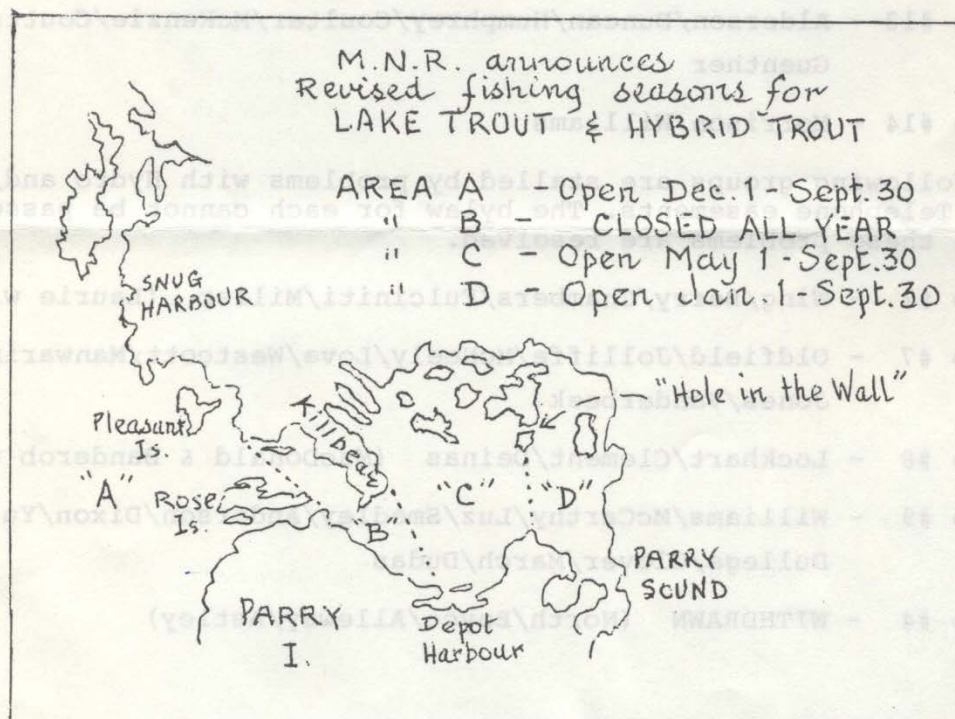 M.N.R. announces
Revised fishing seasons for
LAKE TROUT & HYBRID TROUT
AREA A - Open Dec.1-Sept.30
" B - CLOSED ALL YEAR
" C - Open May 1-Sept.30
" D - Open Jan.1-Sept.30
SNUG
HARBOUR
"Hole in the Wall"
Pleasant
Is.
Killbear
"A"
Rose
Is.
"B"
"C"
"D"
PARRY
SOUND
PARRY
I.
Depot
Harbour